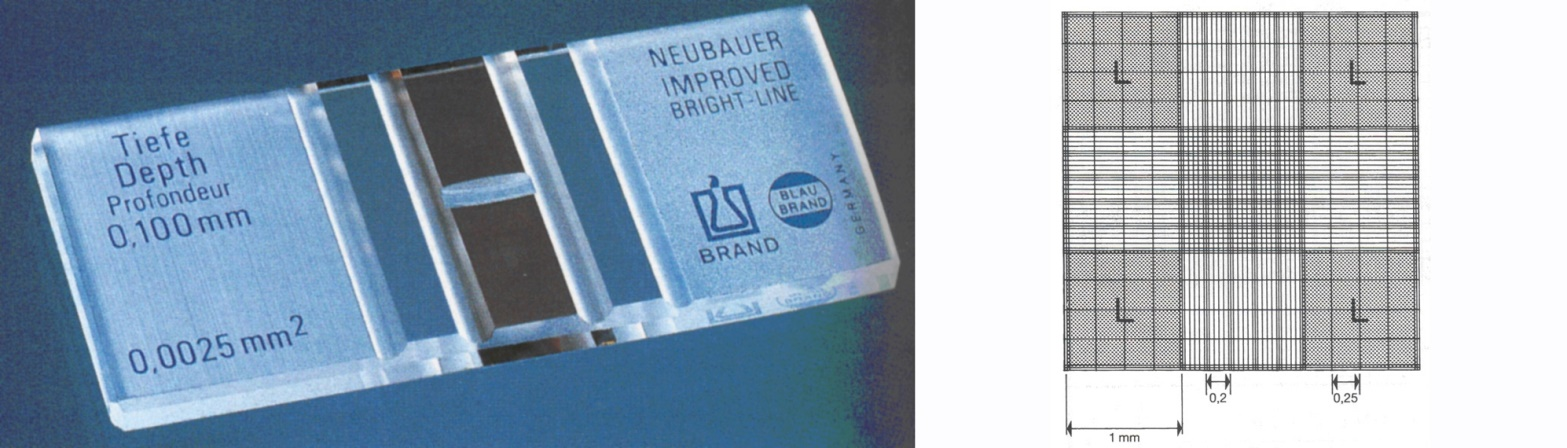 Tiefe
Depth
Profondeur
0,100 mm
0,0025 mm²
NEUBAUER
IMPROVED
BRIGHT-LINE
BRAND
BLAU
BRAND
GERMANY
L
L
L
L
0,2
0,25
1 mm